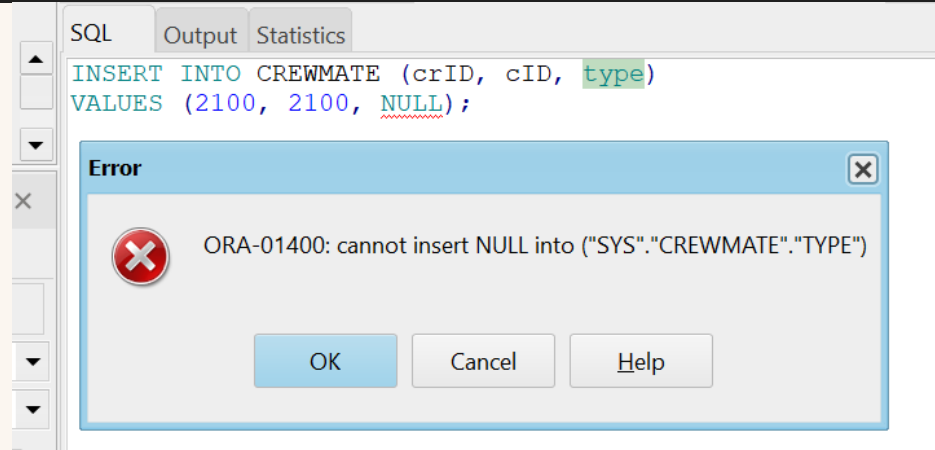 SQL Output Statistics
INSERT INTO CREWMATE (crID, cID, type)
VALUES (2100, 2100, NULL);
Error
ORA-01400: cannot insert NULL into ("SYS"."CREWMATE"."TYPE")
OK Cancel Help